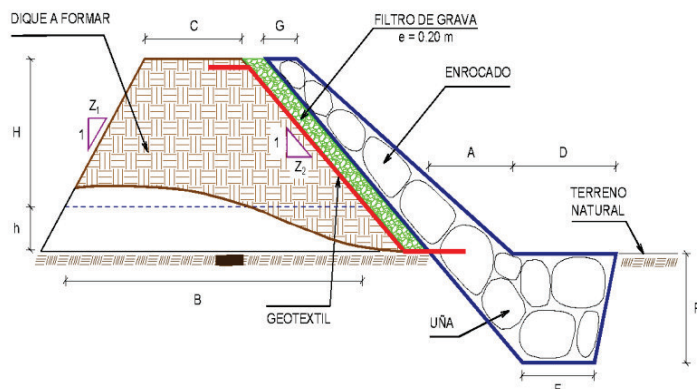 DIQUE A FORMAR
C
G
FILTRO DE GRAVA
e = 0.20 m
ENROCADO
H
Z1
1
1
Z2
A
D
TERRENO
NATURAL
h
B
GEOTEXTIL
UÑA